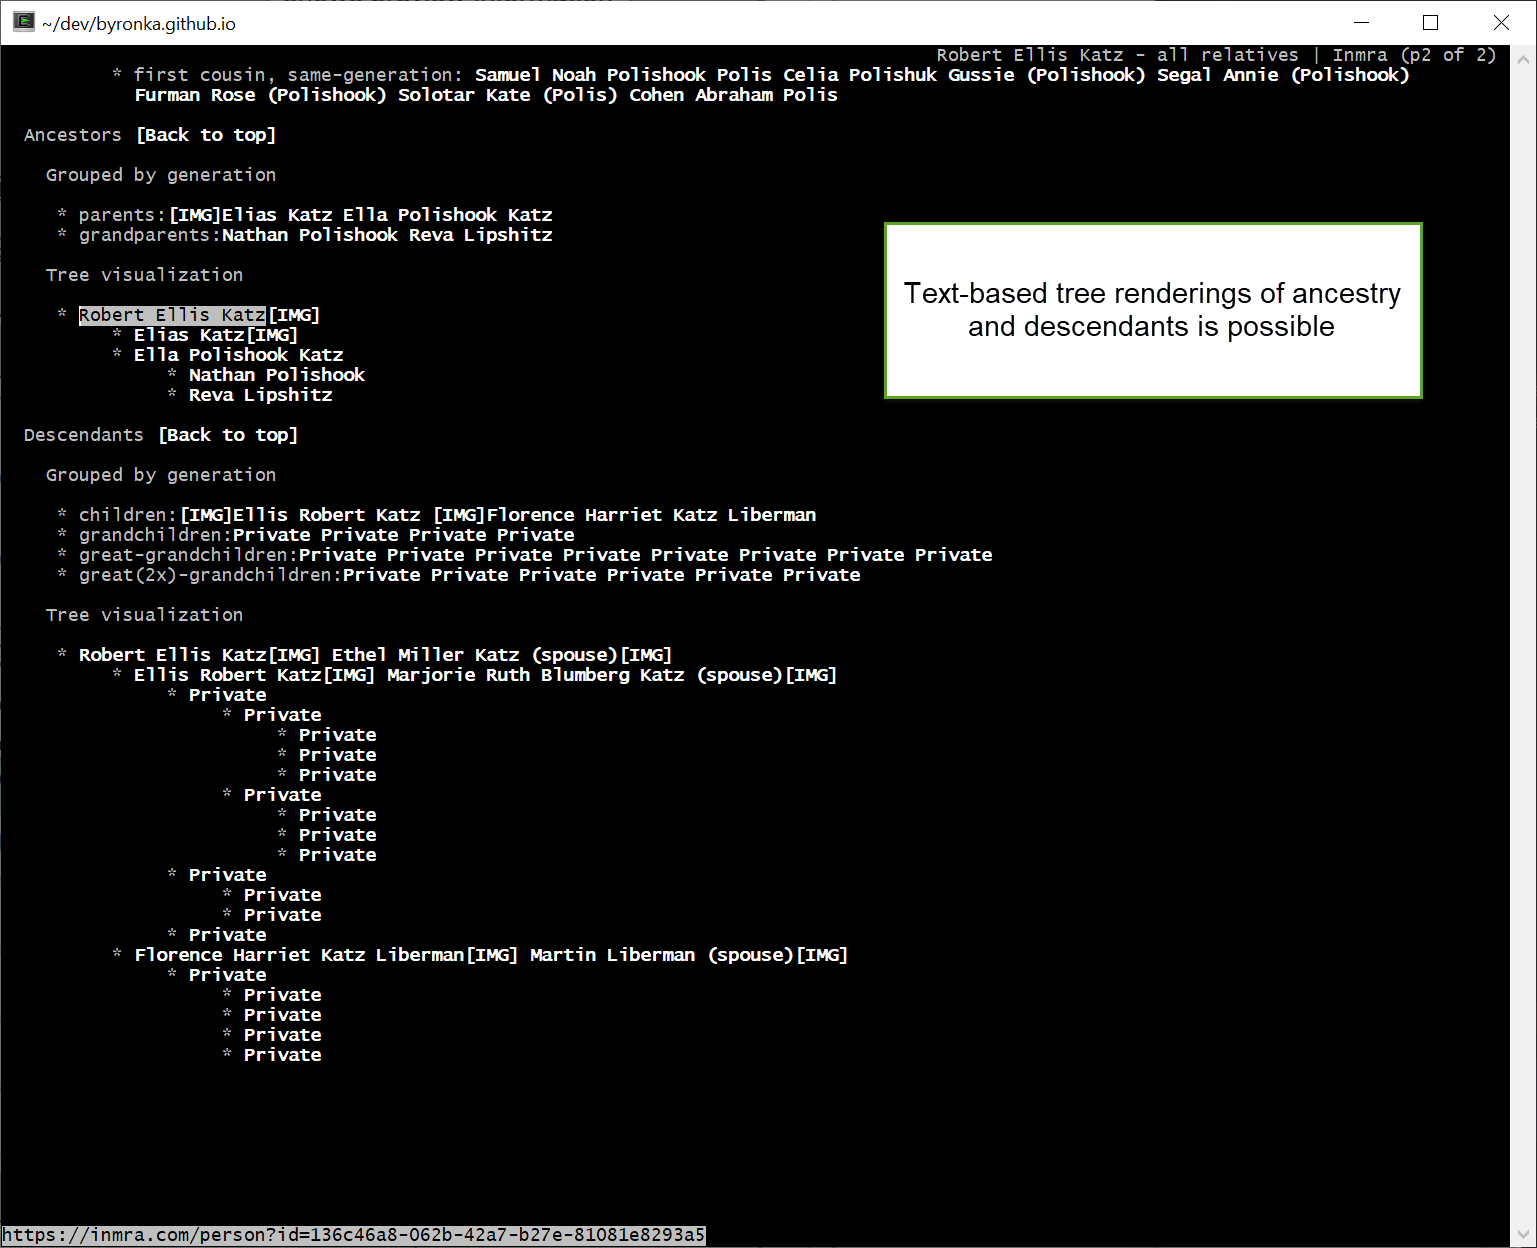 ~/dev/byronka.github.io
Robert Ellis Katz - all relatives | Inmra (p2 of 2)
* first cousin, same-generation: Samuel Noah Polishook Polis Celia Polishuk Gussie (Polishook) Segal Annie (Polishook)
Furman Rose (Polishook) Solotar Kate (Polis) Cohen Abraham Polis
Ancestors [Back to top]
Grouped by generation
* parents:[IMG]Elias Katz Ella Polishook Katz
* grandparents:Nathan Polishook Reva Lipshitz
Tree visualization
* Robert Ellis Katz[IMG]
* Elias Katz[IMG]
* Ella Polishook Katz
* Nathan Polishook
* Reva Lipshitz
Text-based tree renderings of ancestry
and descendants is possible
Descendants [Back to top]
Grouped by generation
* children:[IMG]Ellis Robert Katz [IMG]Florence Harriet Katz Liberman
* grandchildren:Private Private Private Private
* great-grandchildren:Private Private Private Private Private Private Private Private
* great(2x)-grandchildren:Private Private Private Private Private Private
Tree visualization
* Robert Ellis Katz[IMG] Ethel Miller Katz (spouse)[IMG]
* Ellis Robert Katz[IMG] Marjorie Ruth Blumberg Katz (spouse)[IMG]
* Private
* Private
* Private
* Private
* Private
* Private
* Private
* Private
* Private
* Private
* Private
* Private
* Private
* Florence Harriet Katz Liberman[IMG] Martin Liberman (spouse)[IMG]
* Private
* Private
* Private
* Private
* Private
https://inmra.com/person?id=136c46a8-062b-42a7-b27e-81081e8293a5